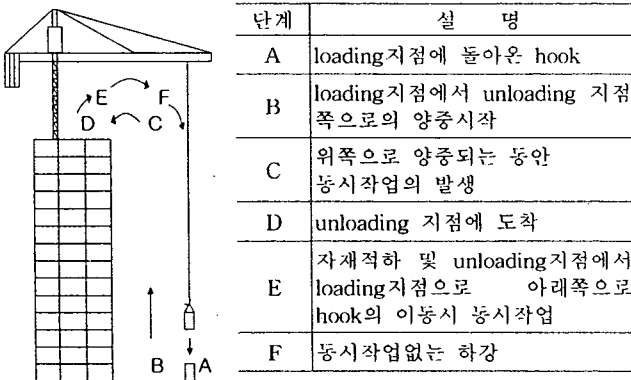 E F
D C
B A
단계 설 명
A loading지점에 돌아온 hook
B loading지점에서 unloading 지점
쪽으로의 양중시작
C 위쪽으로 양중되는 동안
동시작업의 발생
D unloading 지점에 도착
자재적하 및 unloading지점에서
E loading지점으로 아래쪽으로
hook의 이동시 동시작업
F 동시작업없는 하강